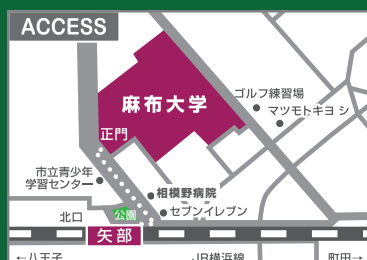 ACCESS
ゴルフ練習場
マツモトキヨシ
麻布大学
正門
市立青少年
学習センター
相模野病院
セブンイレブン
公園
北口
矢部
←八王子
JR横浜線
町田→